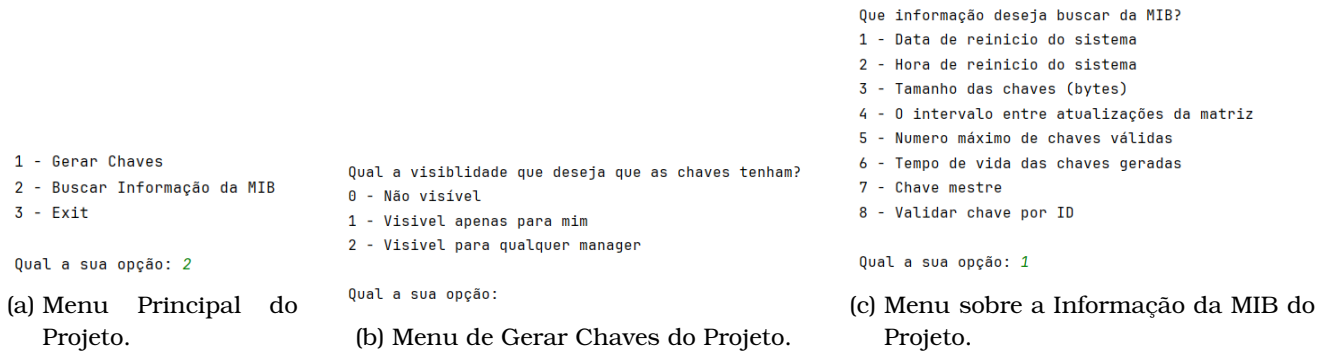 1 - Gerar Chaves
2 - Buscar Informação da MIB
3 - Exit
Qual a sua opção: 2
(a) Menu Principal do
Projeto.
Qual a visiblidade que deseja que as chaves tenham?
0 - Não visível
1 - Visivel apenas para mim
2 - Visivel para qualquer manager
Qual a sua opção:
(b) Menu de Gerar Chaves do Projeto.
Que informação deseja buscar da MIB?
1 - Data de reinicio do sistema
2 - Hora de reinicio do sistema
3 - Tamanho das chaves (bytes)
4 - O intervalo entre atualizações da matriz
5 - Numero máximo de chaves válidas
6 - Tempo de vida das chaves geradas
7 - Chave mestre
8 - Validar chave por ID
Qual a sua opção: 1
(c) Menu sobre a Informação da MIB do
Projeto.